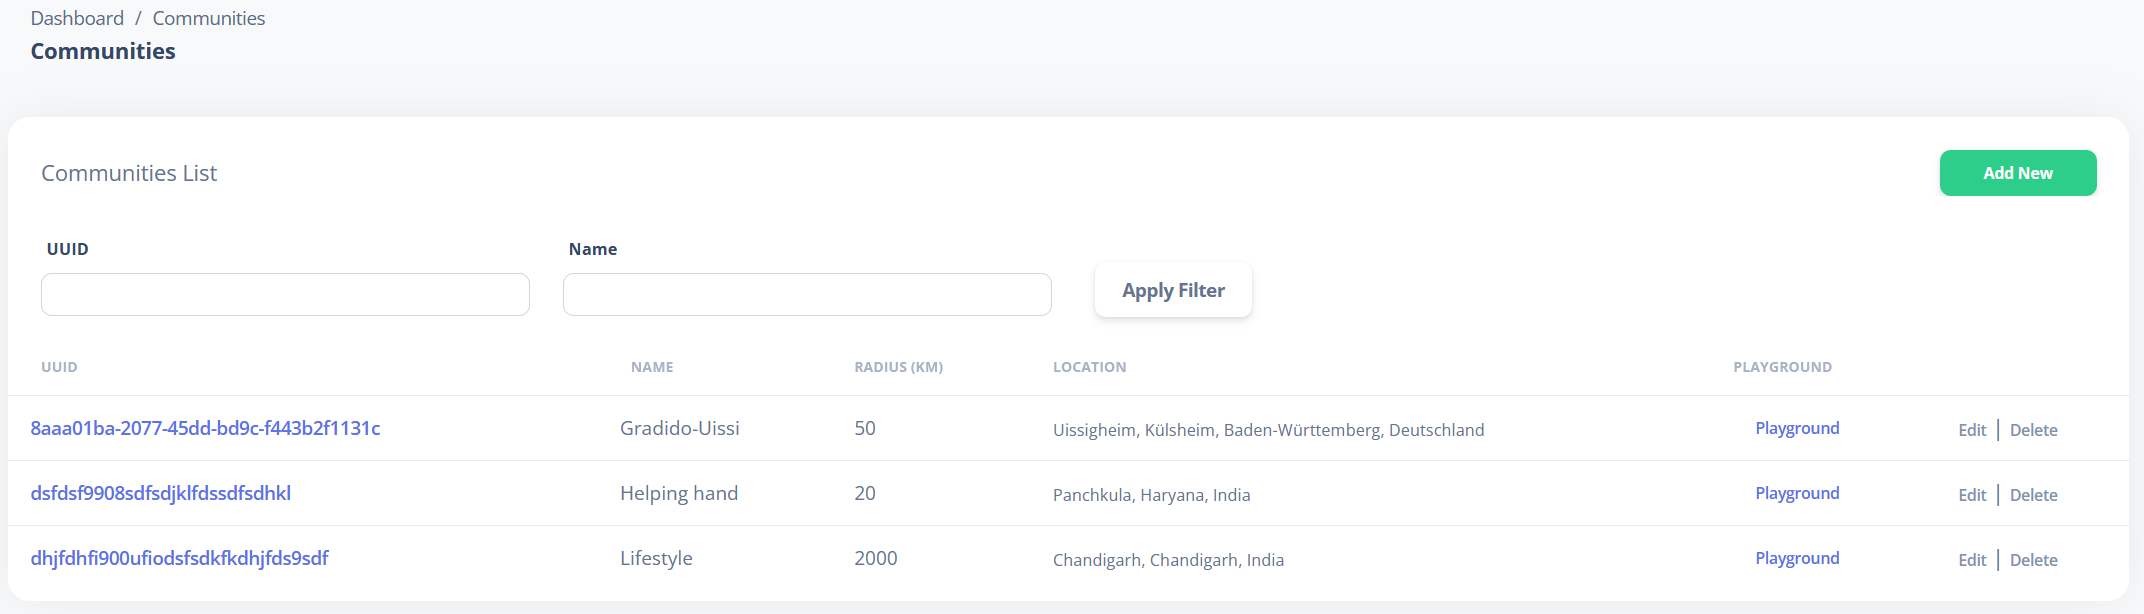 Dashboard / Communities
Communities
Communities List
Add New
UUID Name
Apply Filter
UUID NAME RADIUS (KM) LOCATION PLAYGROUND
8aaa01ba-2077-45dd-bd9c-f443b2f1131c Gradido-Uissi 50 Uissigheim, Külsheim, Baden-Württemberg, Deutschland Playground Edit | Delete
dsfdsf9908sdfsdjklfdssdfsdhkl Helping hand 20 Panchkula, Haryana, India Playground Edit | Delete
dhjfdhfi900ufiodsfsdkfkdhjfds9sdf Lifestyle 2000 Chandigarh, Chandigarh, India Playground Edit | Delete